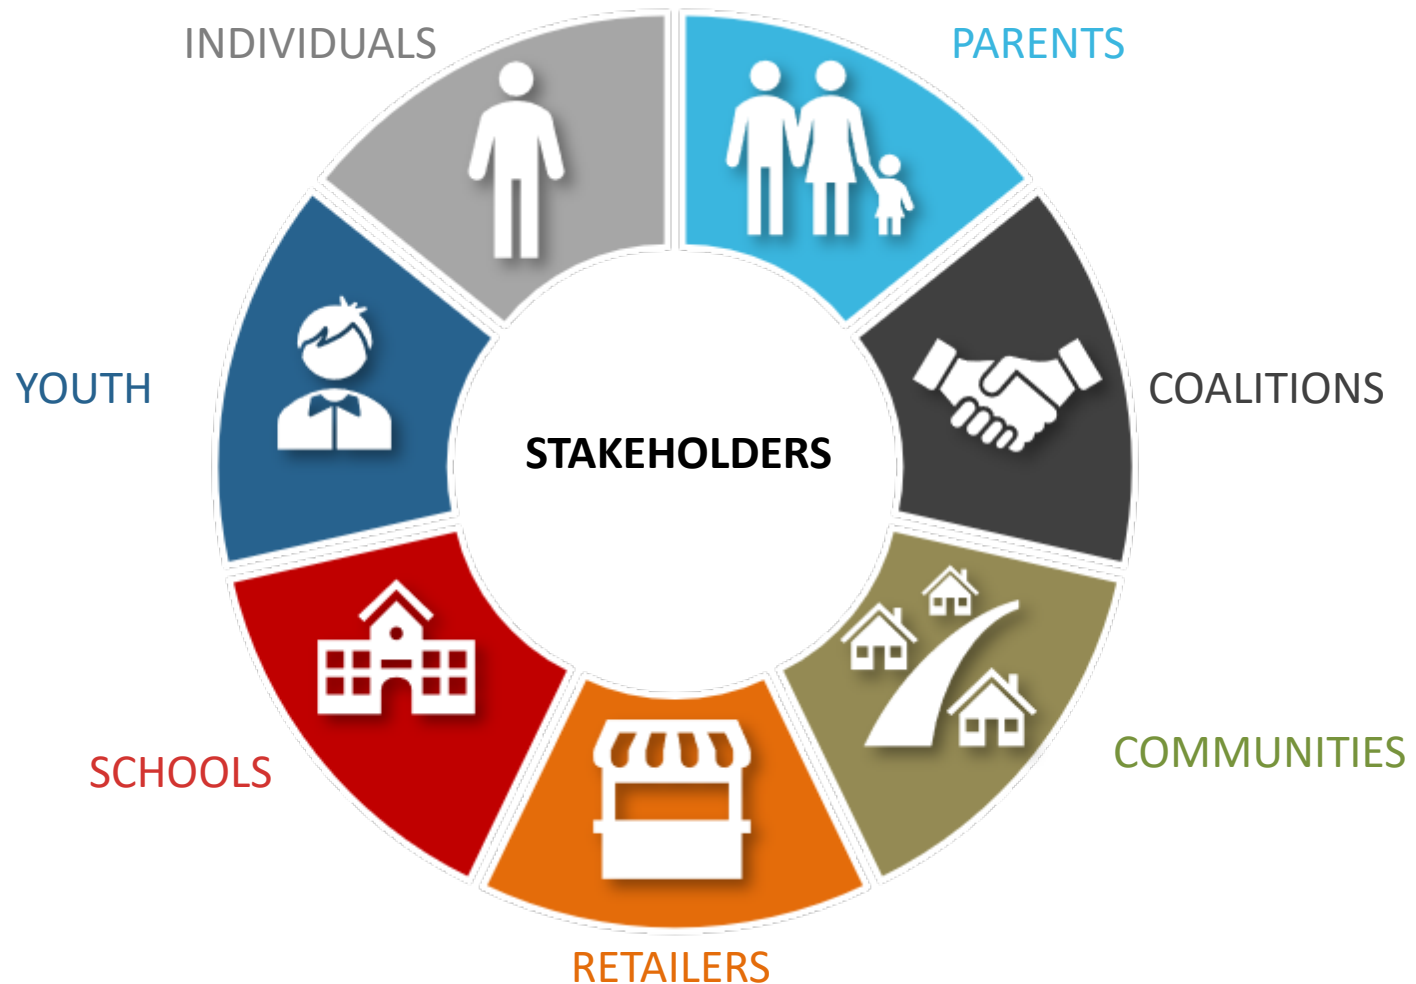 INDIVIDUALS
PARENTS
YOUTH
COALITIONS
STAKEHOLDERS
SCHOOLS
COMMUNITIES
RETAILERS